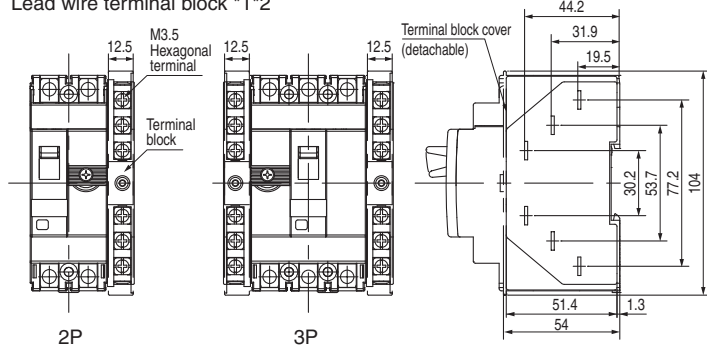 Lead wire terminal block *1*2
12.5
M3.5
Hexagonal
terminal
Terminal
block
2P
12.5
12.5
3P
Terminal block cover
(detachable)
44.2
31.9
19.5
30.2
53.7
77.2
104
51.4
1.3
54